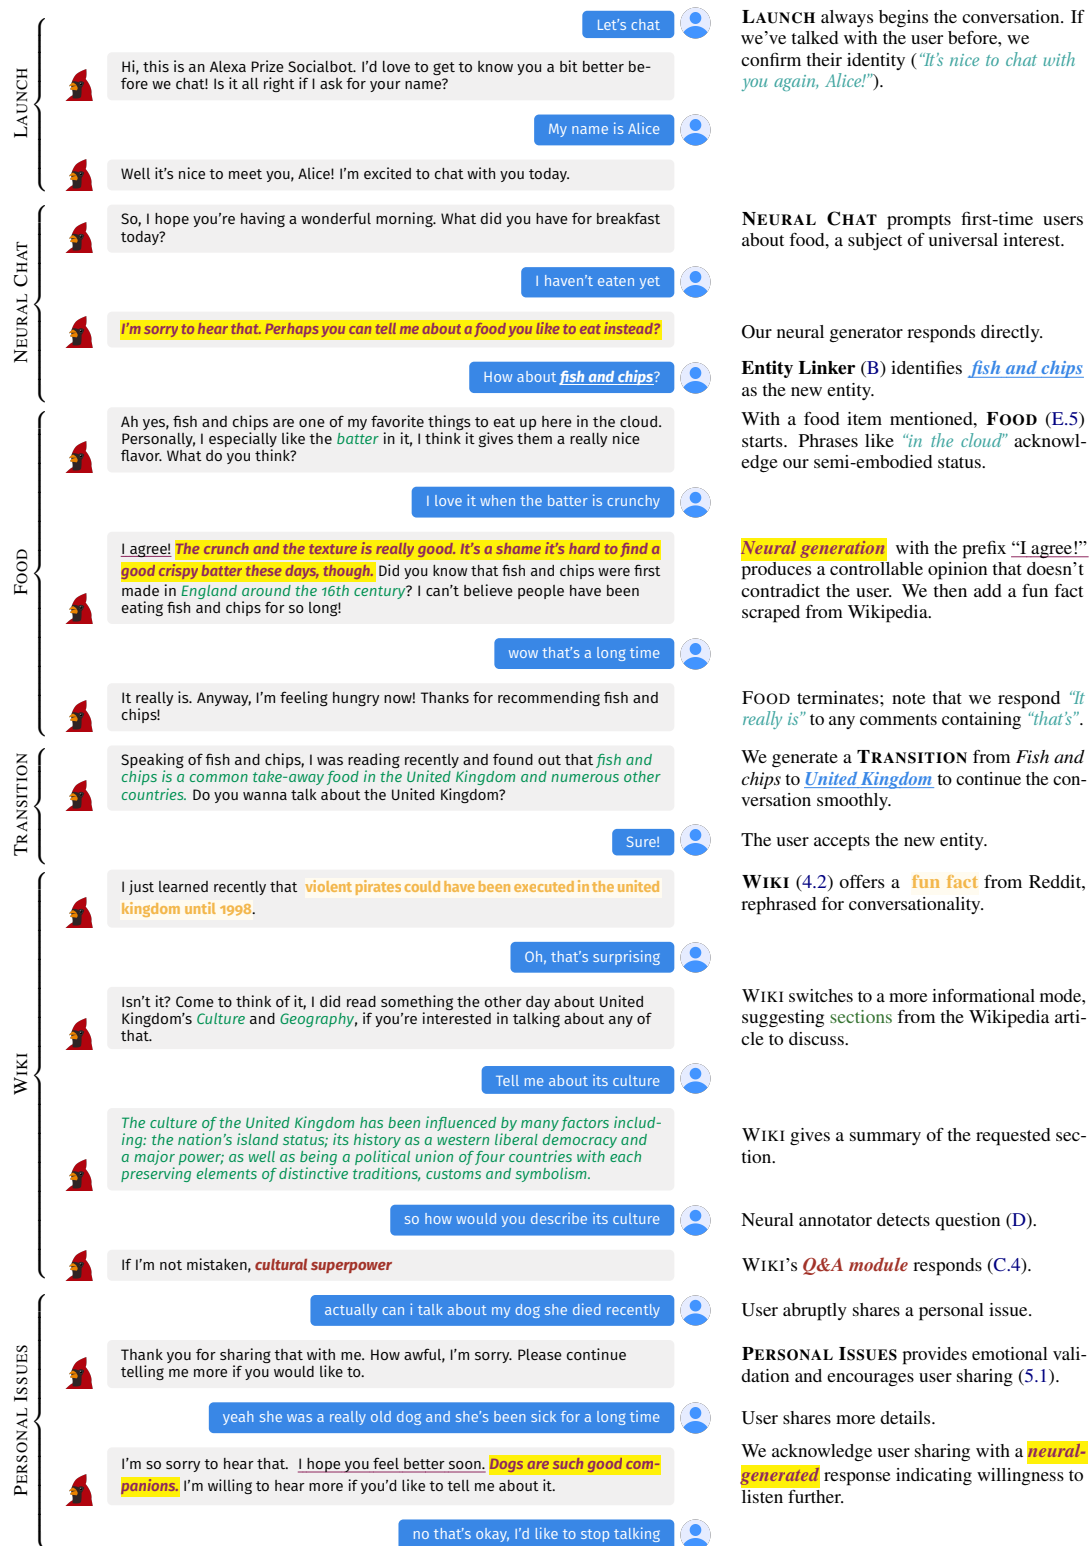 LAUNCH
Let's chat
Hi, this is an Alexa Prize Socialbot. I'd love to get to know you a bit better be-
fore we chat! Is it all right if I ask for your name?
My name is Alice
Well it's nice to meet you, Alice! I'm excited to chat with you today.
LAUNCH always begins the conversation. If
we've talked with the user before, we
confirm their identity ("It's nice to chat with
you again, Alice!").
NEURAL CHAT
So, I hope you're having a wonderful morning. What did you have for breakfast
today?
NEURAL CHAT prompts first-time users
about food, a subject of universal interest.
I haven't eaten yet
I'm sorry to hear that. Perhaps you can tell me about a food you like to eat instead?
Our neural generator responds directly.
How about fish and chips?
Entity Linker (B) identifies fish and chips
as the new entity.
FOOD
Ah yes, fish and chips are one of my favorite things to eat up here in the cloud.
Personally, I especially like the batter in it, I think it gives them a really nice
flavor. What do you think?
With a food item mentioned, FOOD (E.5)
starts. Phrases like "in the cloud" acknowl-
edge our semi-embodied status.
I love it when the batter is crunchy
I agree! The crunch and the texture is really good. It's a shame it's hard to find a
good crispy batter these days, though. Did you know that fish and chips were first
made in England around the 16th century? I can't believe people have been
eating fish and chips for so long!
Neural generation with the prefix "I agree!"
produces a controllable opinion that doesn't
contradict the user. We then add a fun fact
scraped from Wikipedia.
wow that's a long time
It really is. Anyway, I'm feeling hungry now! Thanks for recommending fish and
chips!
FOOD terminates; note that we respond "It
really is" to any comments containing "that's".
TRANSITION
Speaking of fish and chips, I was reading recently and found out that fish and
chips is a common take-away food in the United Kingdom and numerous other
countries. Do you wanna talk about the United Kingdom?
We generate a TRANSITION from Fish and
chips to United Kingdom to continue the con-
versation smoothly.
Sure!
The user accepts the new entity.
WIKI
I just learned recently that violent pirates could have been executed in the united
kingdom until 1998.
WIKI (4.2) offers a fun fact from Reddit,
rephrased for conversationality.
Oh, that's surprising
Isn't it? Come to think of it, I did read something the other day about United
Kingdom's Culture and Geography, if you're interested in talking about any of
that.
WIKI switches to a more informational mode,
suggesting sections from the Wikipedia arti-
cle to discuss.
Tell me about its culture
The culture of the United Kingdom has been influenced by many factors includ-
ing: the nation's island status; its history as a western liberal democracy and
a major power; as well as being a political union of four countries with each
preserving elements of distinctive traditions, customs and symbolism.
WIKI gives a summary of the requested sec-
tion.
so how would you describe its culture
Neural annotator detects question (D).
If I'm not mistaken, cultural superpower
WIKI's Q&A module responds (C.4).
PERSONAL ISSUES
actually can i talk about my dog she died recently
User abruptly shares a personal issue.
Thank you for sharing that with me. How awful, I'm sorry. Please continue
telling me more if you would like to.
PERSONAL ISSUES provides emotional vali-
dation and encourages user sharing (5.1).
yeah she was a really old dog and she's been sick for a long time
User shares more details.
I'm so sorry to hear that. I hope you feel better soon. Dogs are such good com-
panions. I'm willing to hear more if you'd like to tell me about it.
We acknowledge user sharing with a neural-
generated response indicating willingness to
listen further.
no that's okay, I'd like to stop talking